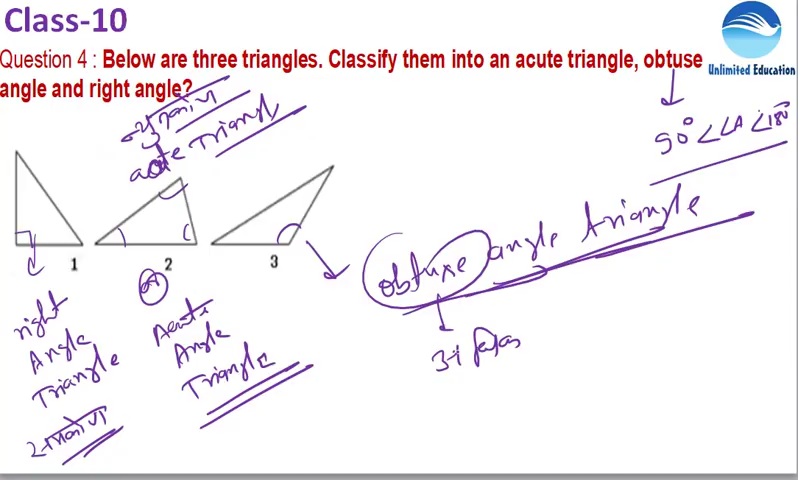 Class-10
Question 4 : Below are three triangles. Classify them into an acute triangle, obtuse
angle and right angle?
Unlimited Education
90° < ∠A < 180°
acute Triangle
1
2
3
right
Angle
Triangle
Acute
Angle
Triangle
obtuse angle triangle